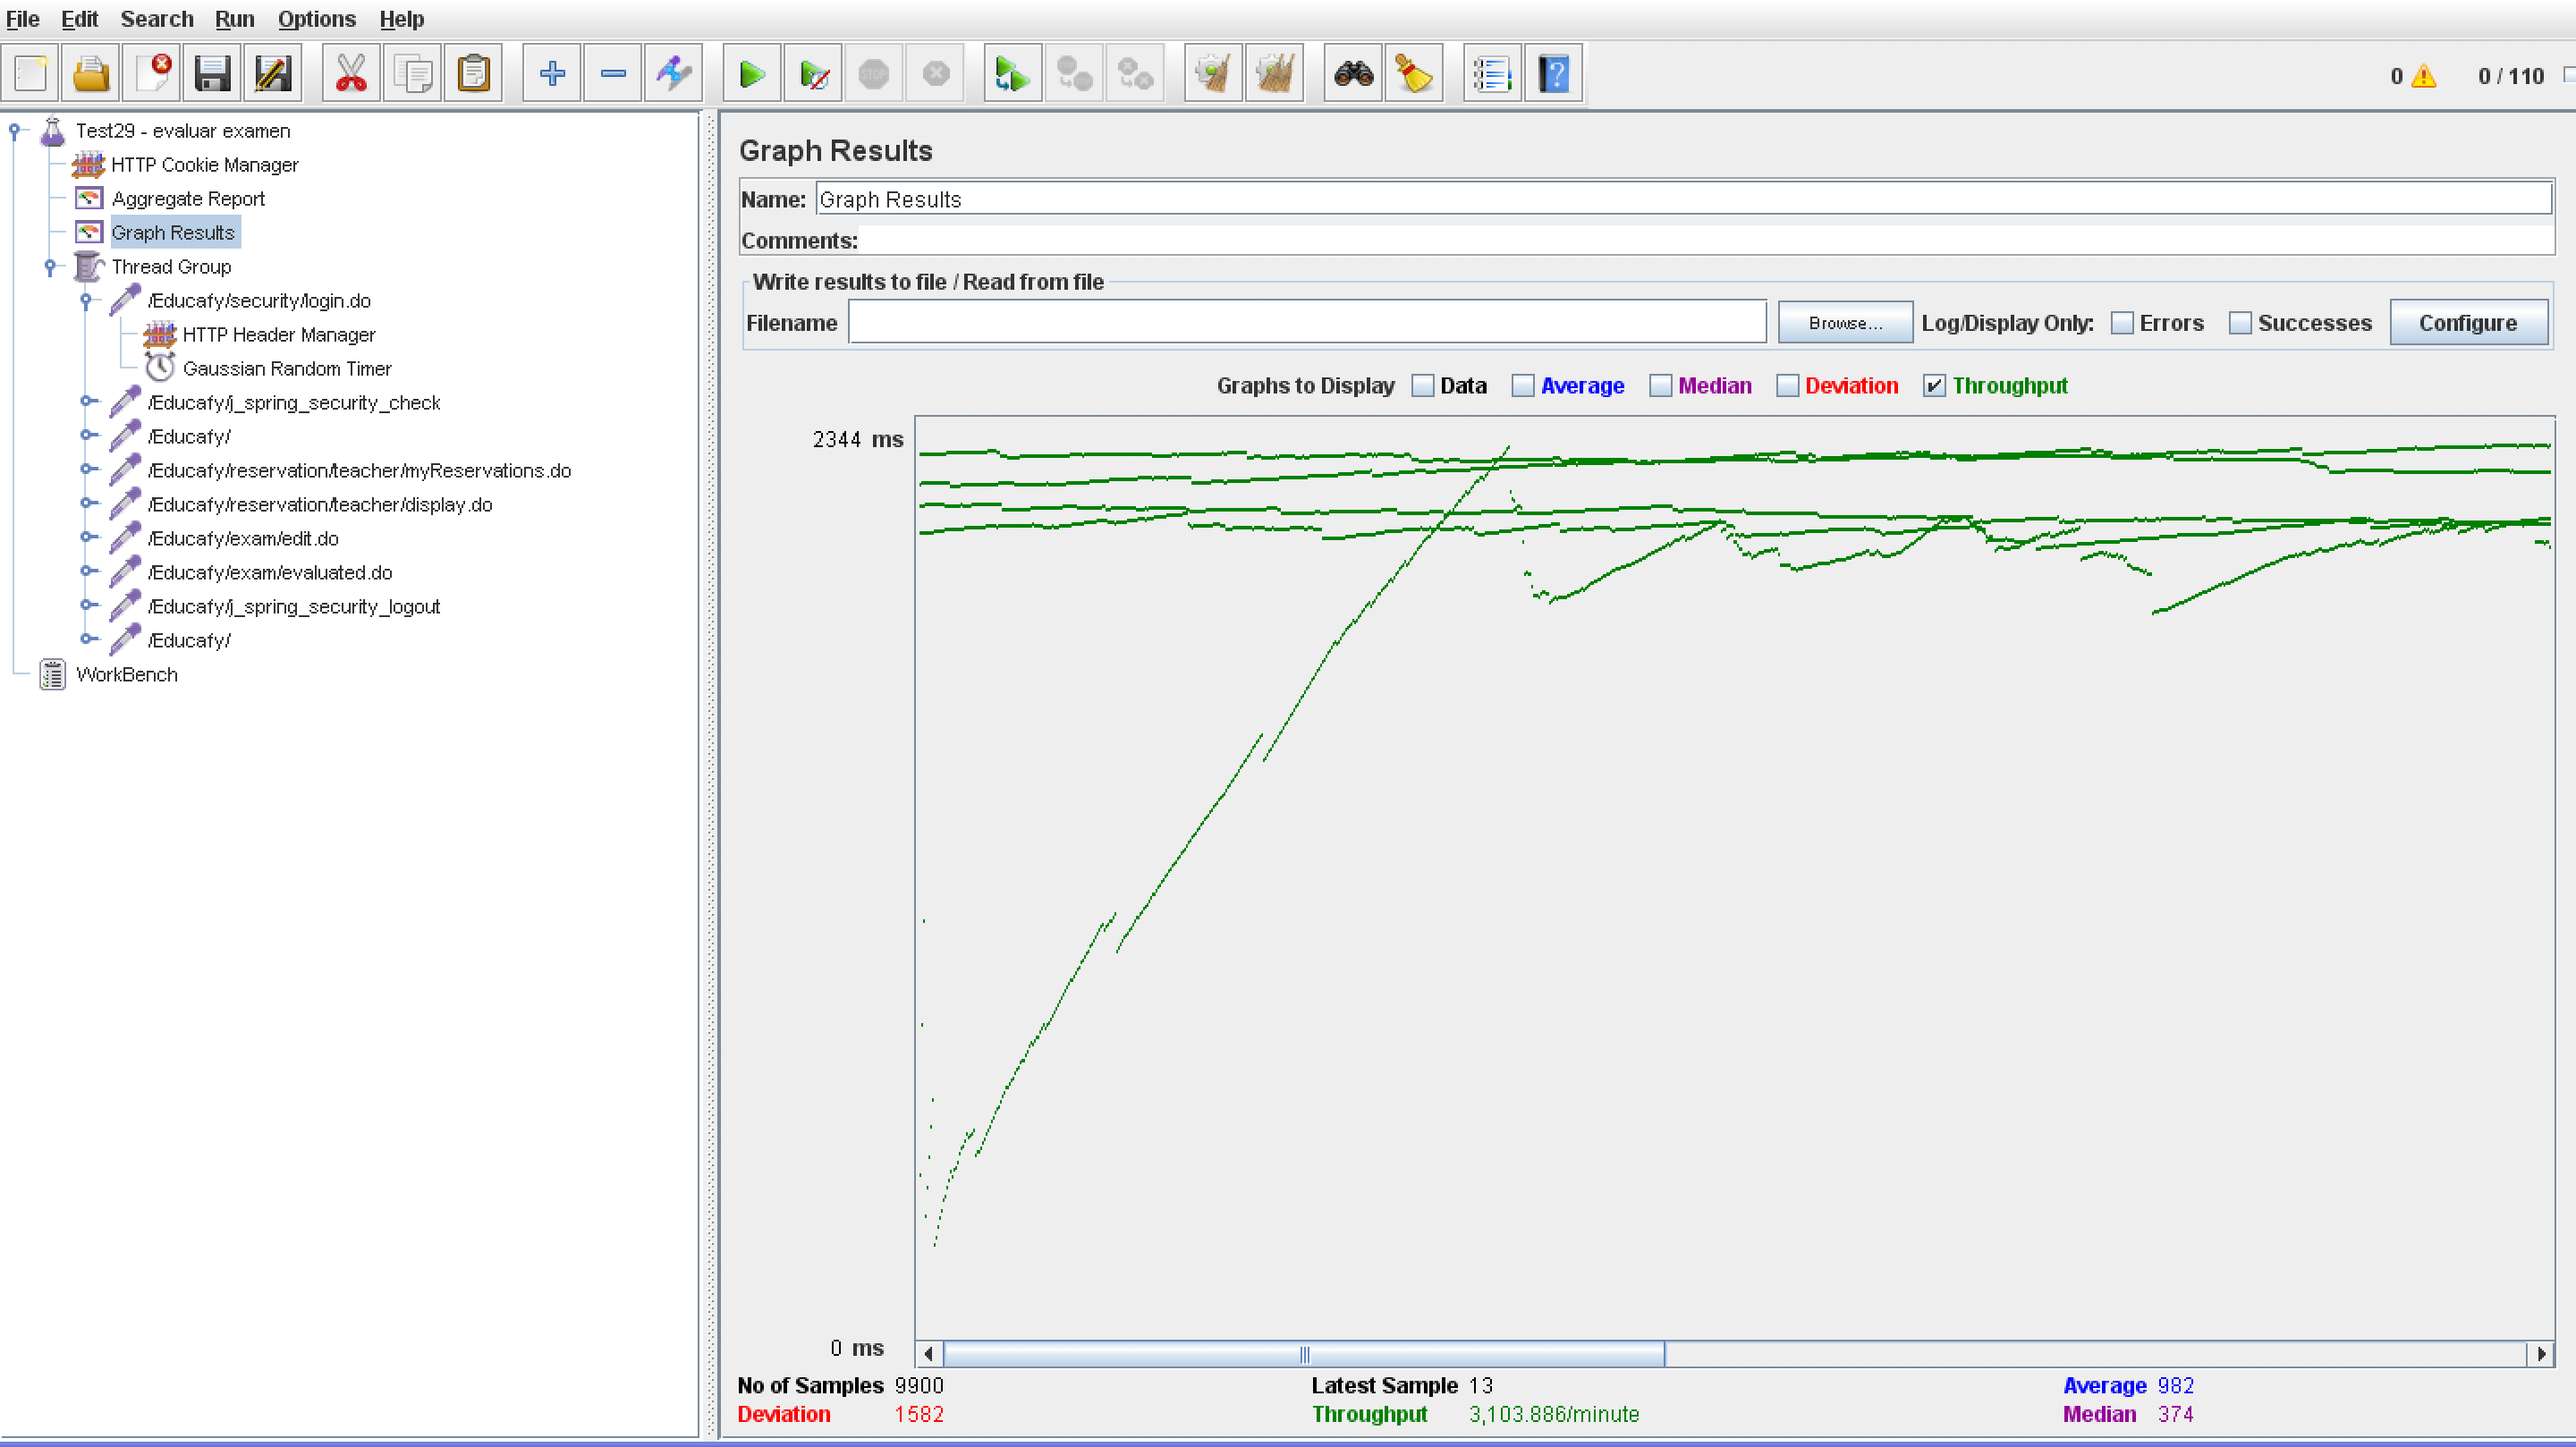 File Edit Search Run Options Help
STOP
0 0 / 110
Test29 - evaluar examen
HTTP Cookie Manager
Aggregate Report
Graph Results
Thread Group
/Educafy/security/login.do
HTTP Header Manager
Gaussian Random Timer
/Educafy/j_spring_security_check
/Educafy/
/Educafy/reservation/teacher/myReservations.do
/Educafy/reservation/teacher/display.do
/Educafy/exam/edit.do
/Educafy/exam/evaluated.do
/Educafy/j_spring_security_logout
/Educafy/
WorkBench
Graph Results
Name: Graph Results
Comments:
Write results to file / Read from file
Filename Browse... Log/Display Only: Errors Successes Configure
Graphs to Display Data Average Median Deviation Throughput
2344 ms
0 ms
No of Samples 9900 Latest Sample 13 Average 982
Deviation 1582 Throughput 3,103.886/minute Median 374